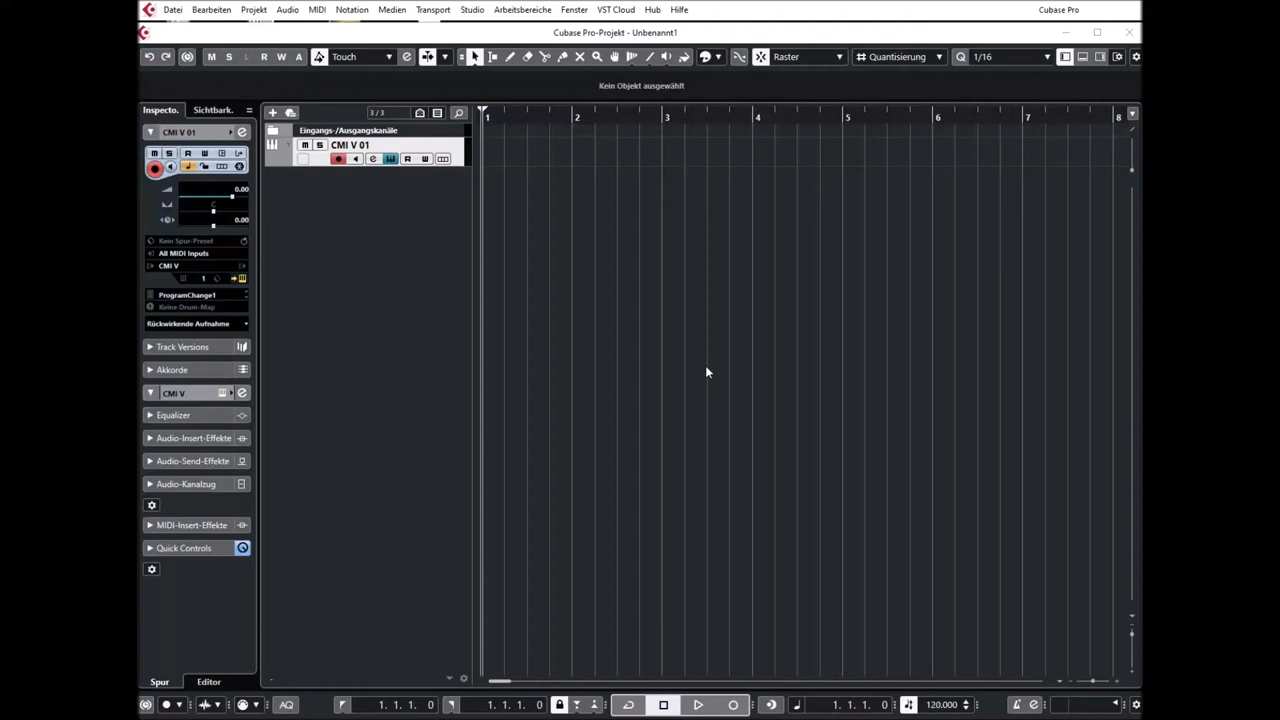 Datei Bearbeiten Projekt Audio MIDI Notation Medien Transport Studio Arbeitsbereiche Fenster VST Cloud Hub Hilfe Cubase Pro
Cubase Pro-Projekt - Unbenannt1
M S L R W A Touch Raster Quantisierung Q 1/16
Kein Objekt ausgewählt
Inspecto. Sichtbark. 3/3 1 2 3 4 5 6 7 8
CMI V 01 Eingangs-/Ausgangskanäle
1 M S CMI V 01
M S R W
R W
0.00
C
0.00
Kein Spur-Preset
All MIDI Inputs
CMI V
1
ProgramChange1
Keine Drum-Map
Rückwirkende Aufnahme
Track Versions
Akkorde
CMI V
Equalizer
Audio-Insert-Effekte
Audio-Send-Effekte
Audio-Kanalzug
MIDI-Insert-Effekte
Quick Controls
Spur Editor
AQ 1. 1. 1. 0 1. 1. 1. 0 1. 1. 1. 0 120.000